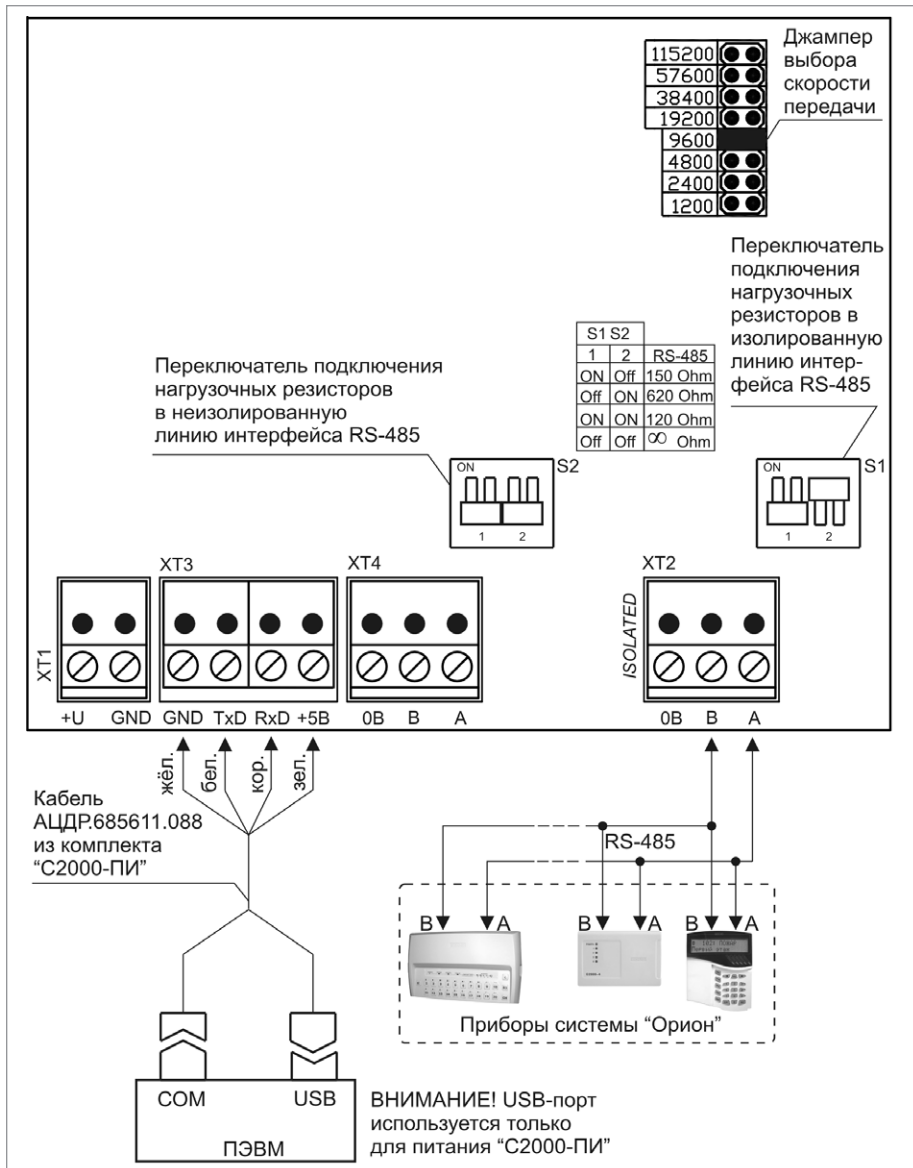 115200
57600
38400
19200
9600
4800
2400
1200
Джампер
выбора
скорости
передачи
Переключатель
подключения
нагрузочных
резисторов в
изолированную
линию интер-
фейса RS-485
S1 S2
1 2 RS-485
ON Off 150 Ohm
Off ON 620 Ohm
ON ON 120 Ohm
Off Off ∞ Ohm
Переключатель подключения
нагрузочных резисторов
в неизолированную
линию интерфейса RS-485
ON S2
1 2
ON S1
1 2
XT1
XT3
XT4
XT2
ISOLATED
+U GND GND TxD RxD +5В 0В B A 0В B A
жёл.
бел.
кор.
зел.
Кабель
АЦДР.685611.088
из комплекта
“С2000-ПИ”
RS-485
B A B A B A
Приборы системы “Орион”
COM USB
ПЭВМ
ВНИМАНИЕ! USB-порт
используется только
для питания “С2000-ПИ”